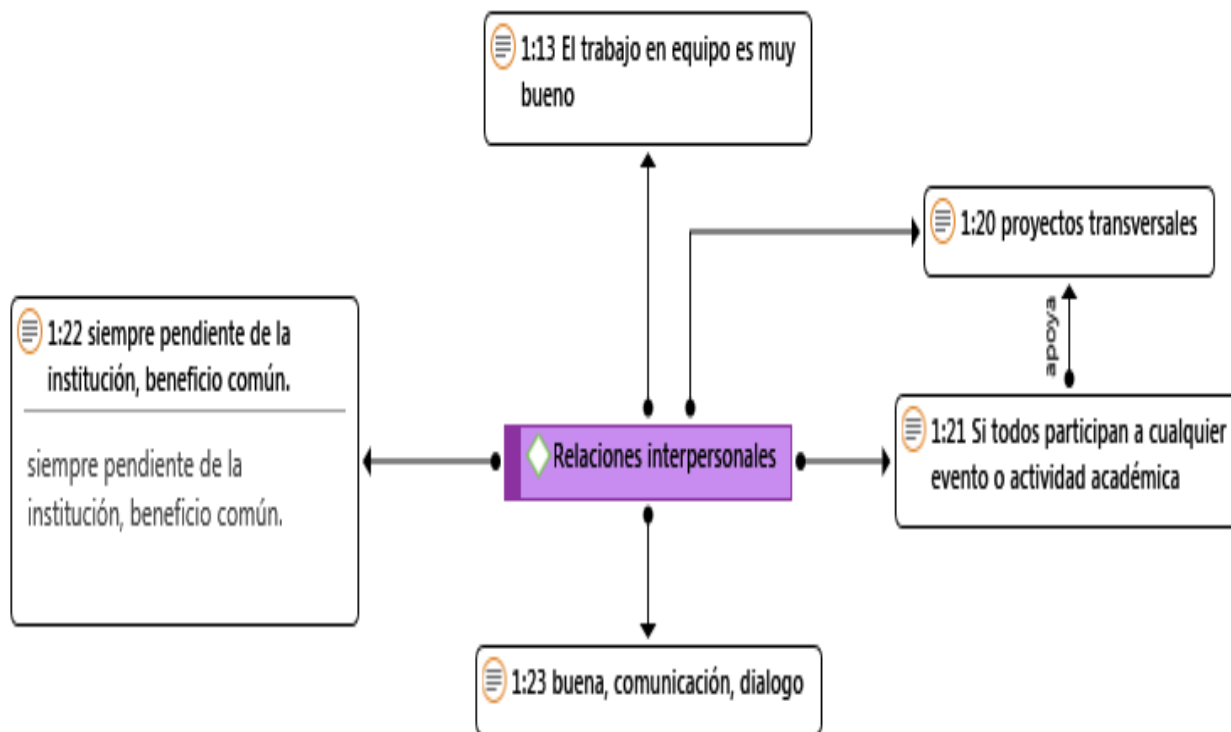 1:13 El trabajo en equipo es muy
bueno
1:20 proyectos transversales
apoya
1:22 siempre pendiente de la
institución, beneficio común.
siempre pendiente de la
institución, beneficio común.
Relaciones interpersonales
1:21 Si todos participan a cualquier
evento o actividad académica
1:23 buena, comunicación, dialogo